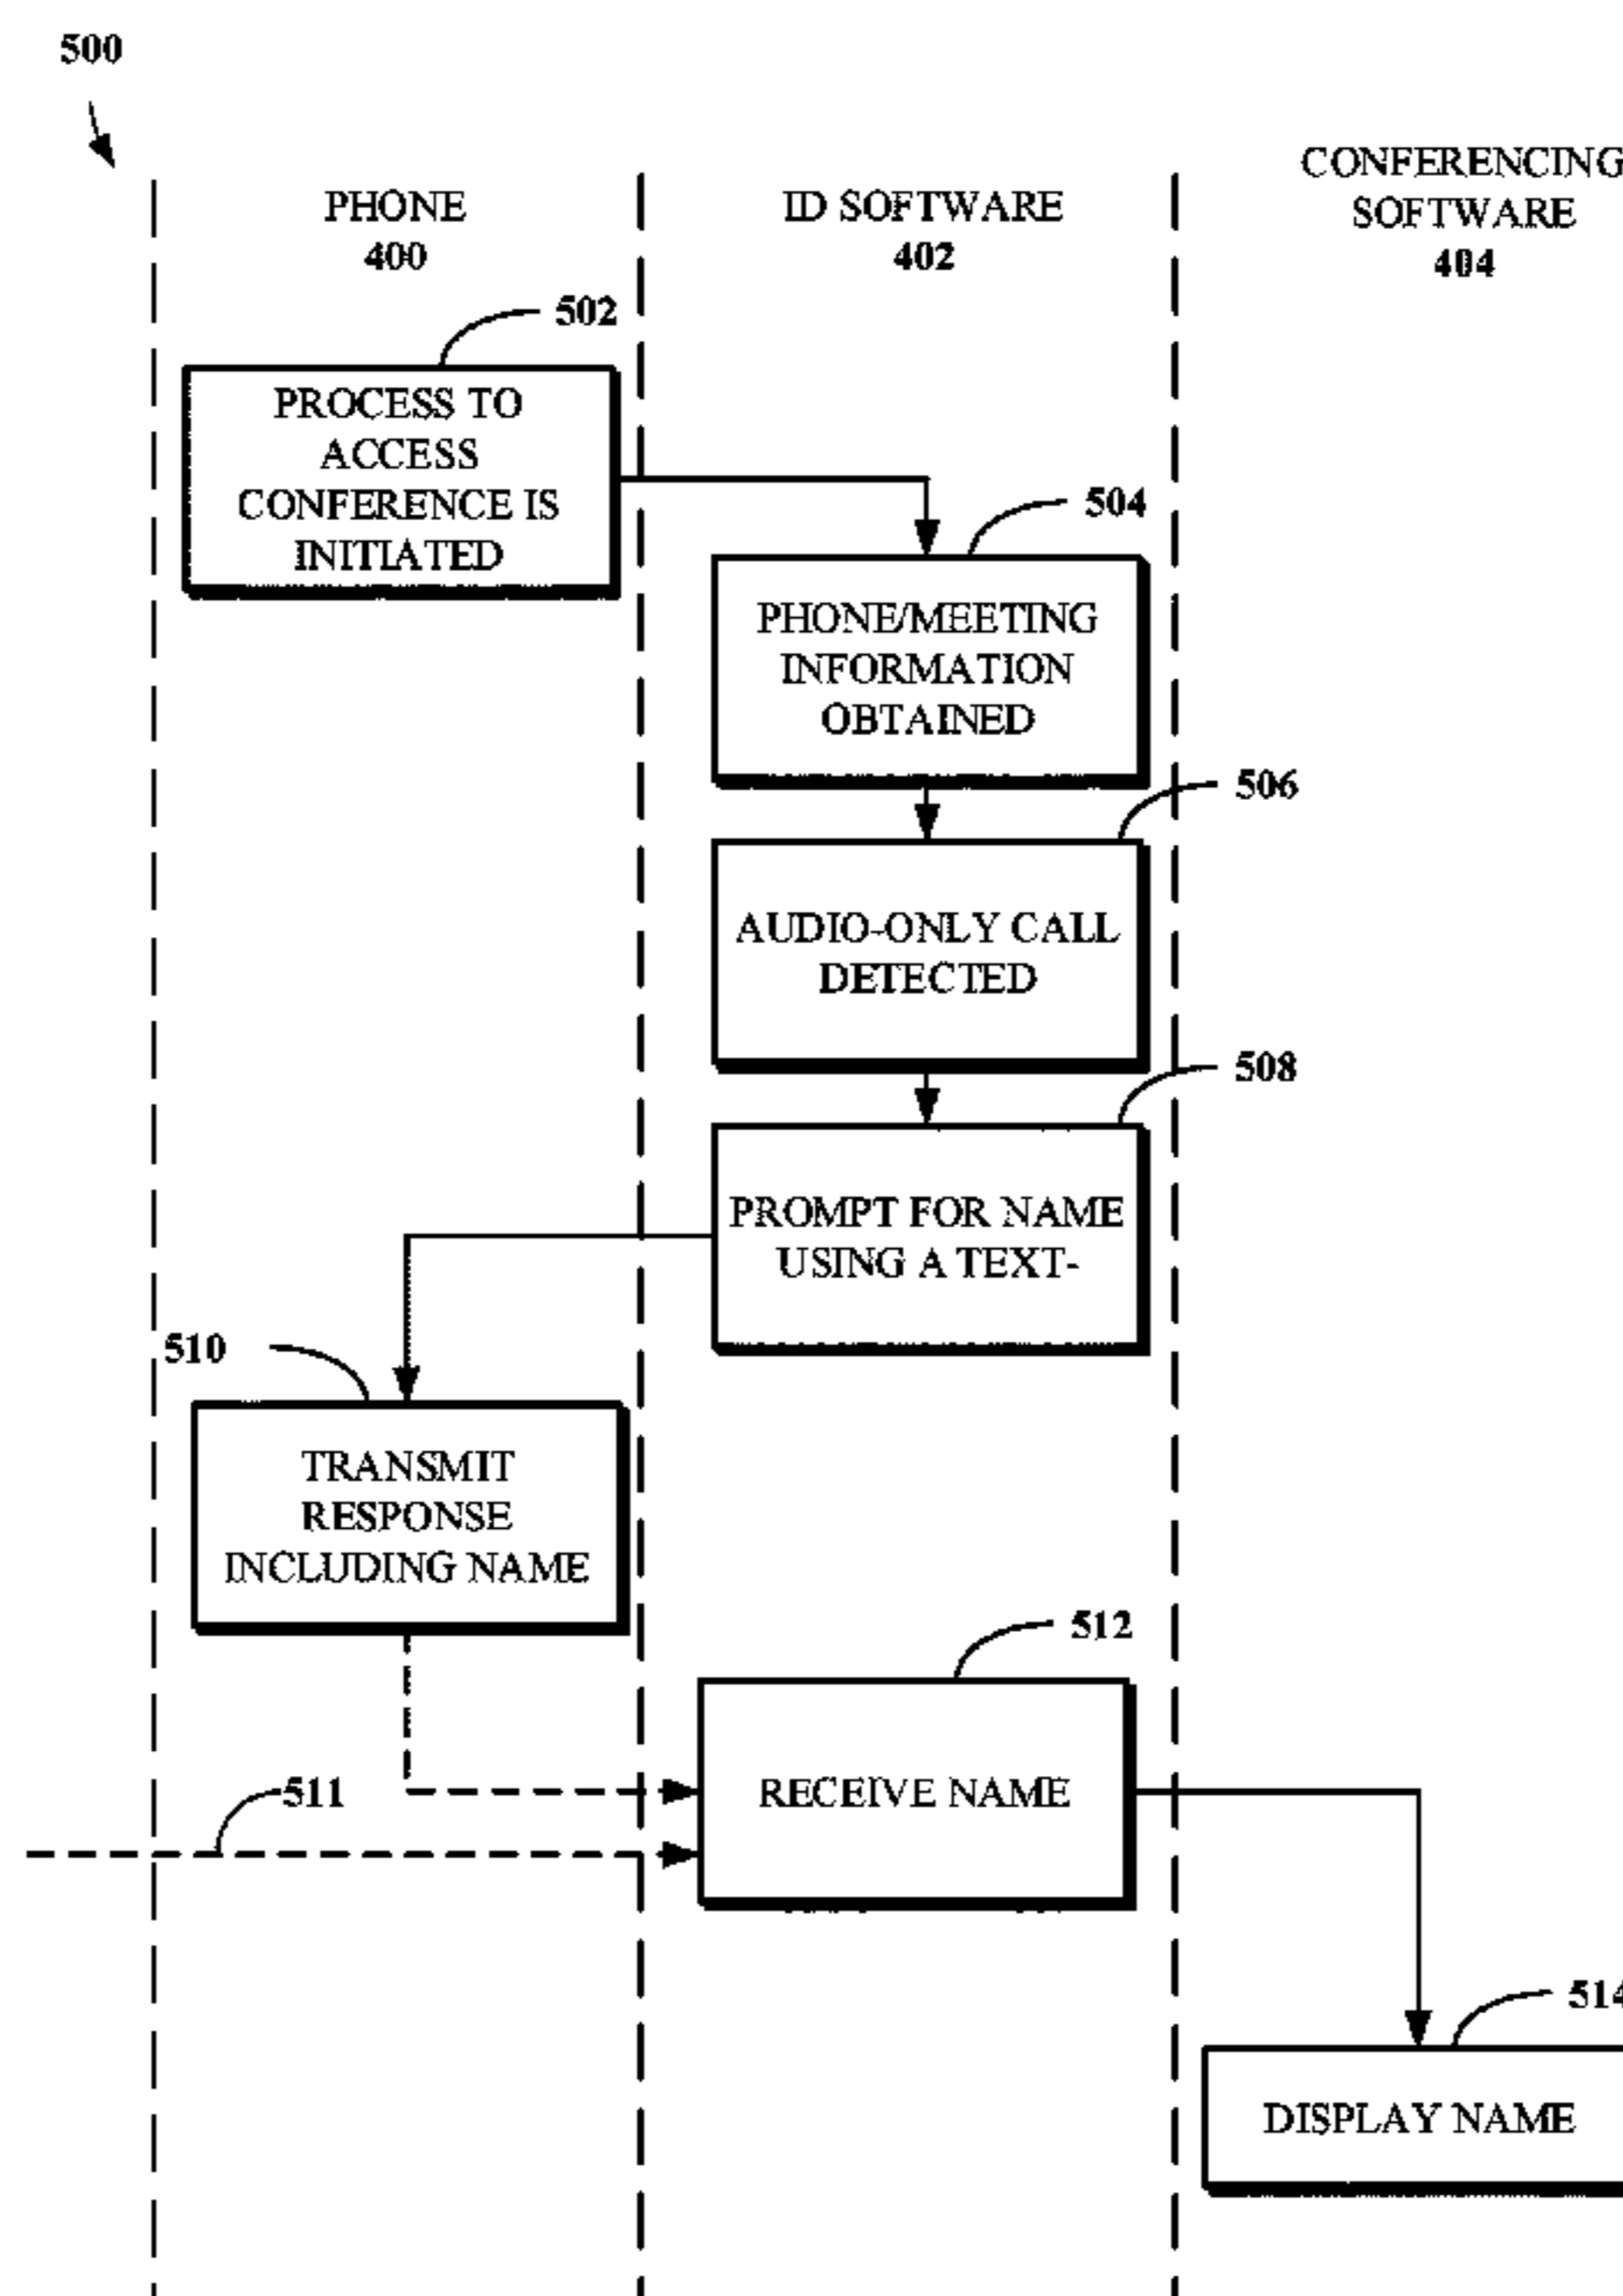 500
PHONE
400
ID SOFTWARE
402
CONFERENCING
SOFTWARE
404
502
PROCESS TO
ACCESS
CONFERENCE IS
INITIATED
504
PHONE/MEETING
INFORMATION
OBTAINED
506
AUDIO-ONLY CALL
DETECTED
508
PROMPT FOR NAME
USING A TEXT-
510
TRANSMIT
RESPONSE
INCLUDING NAME
512
RECEIVE NAME
511
514
DISPLAY NAME